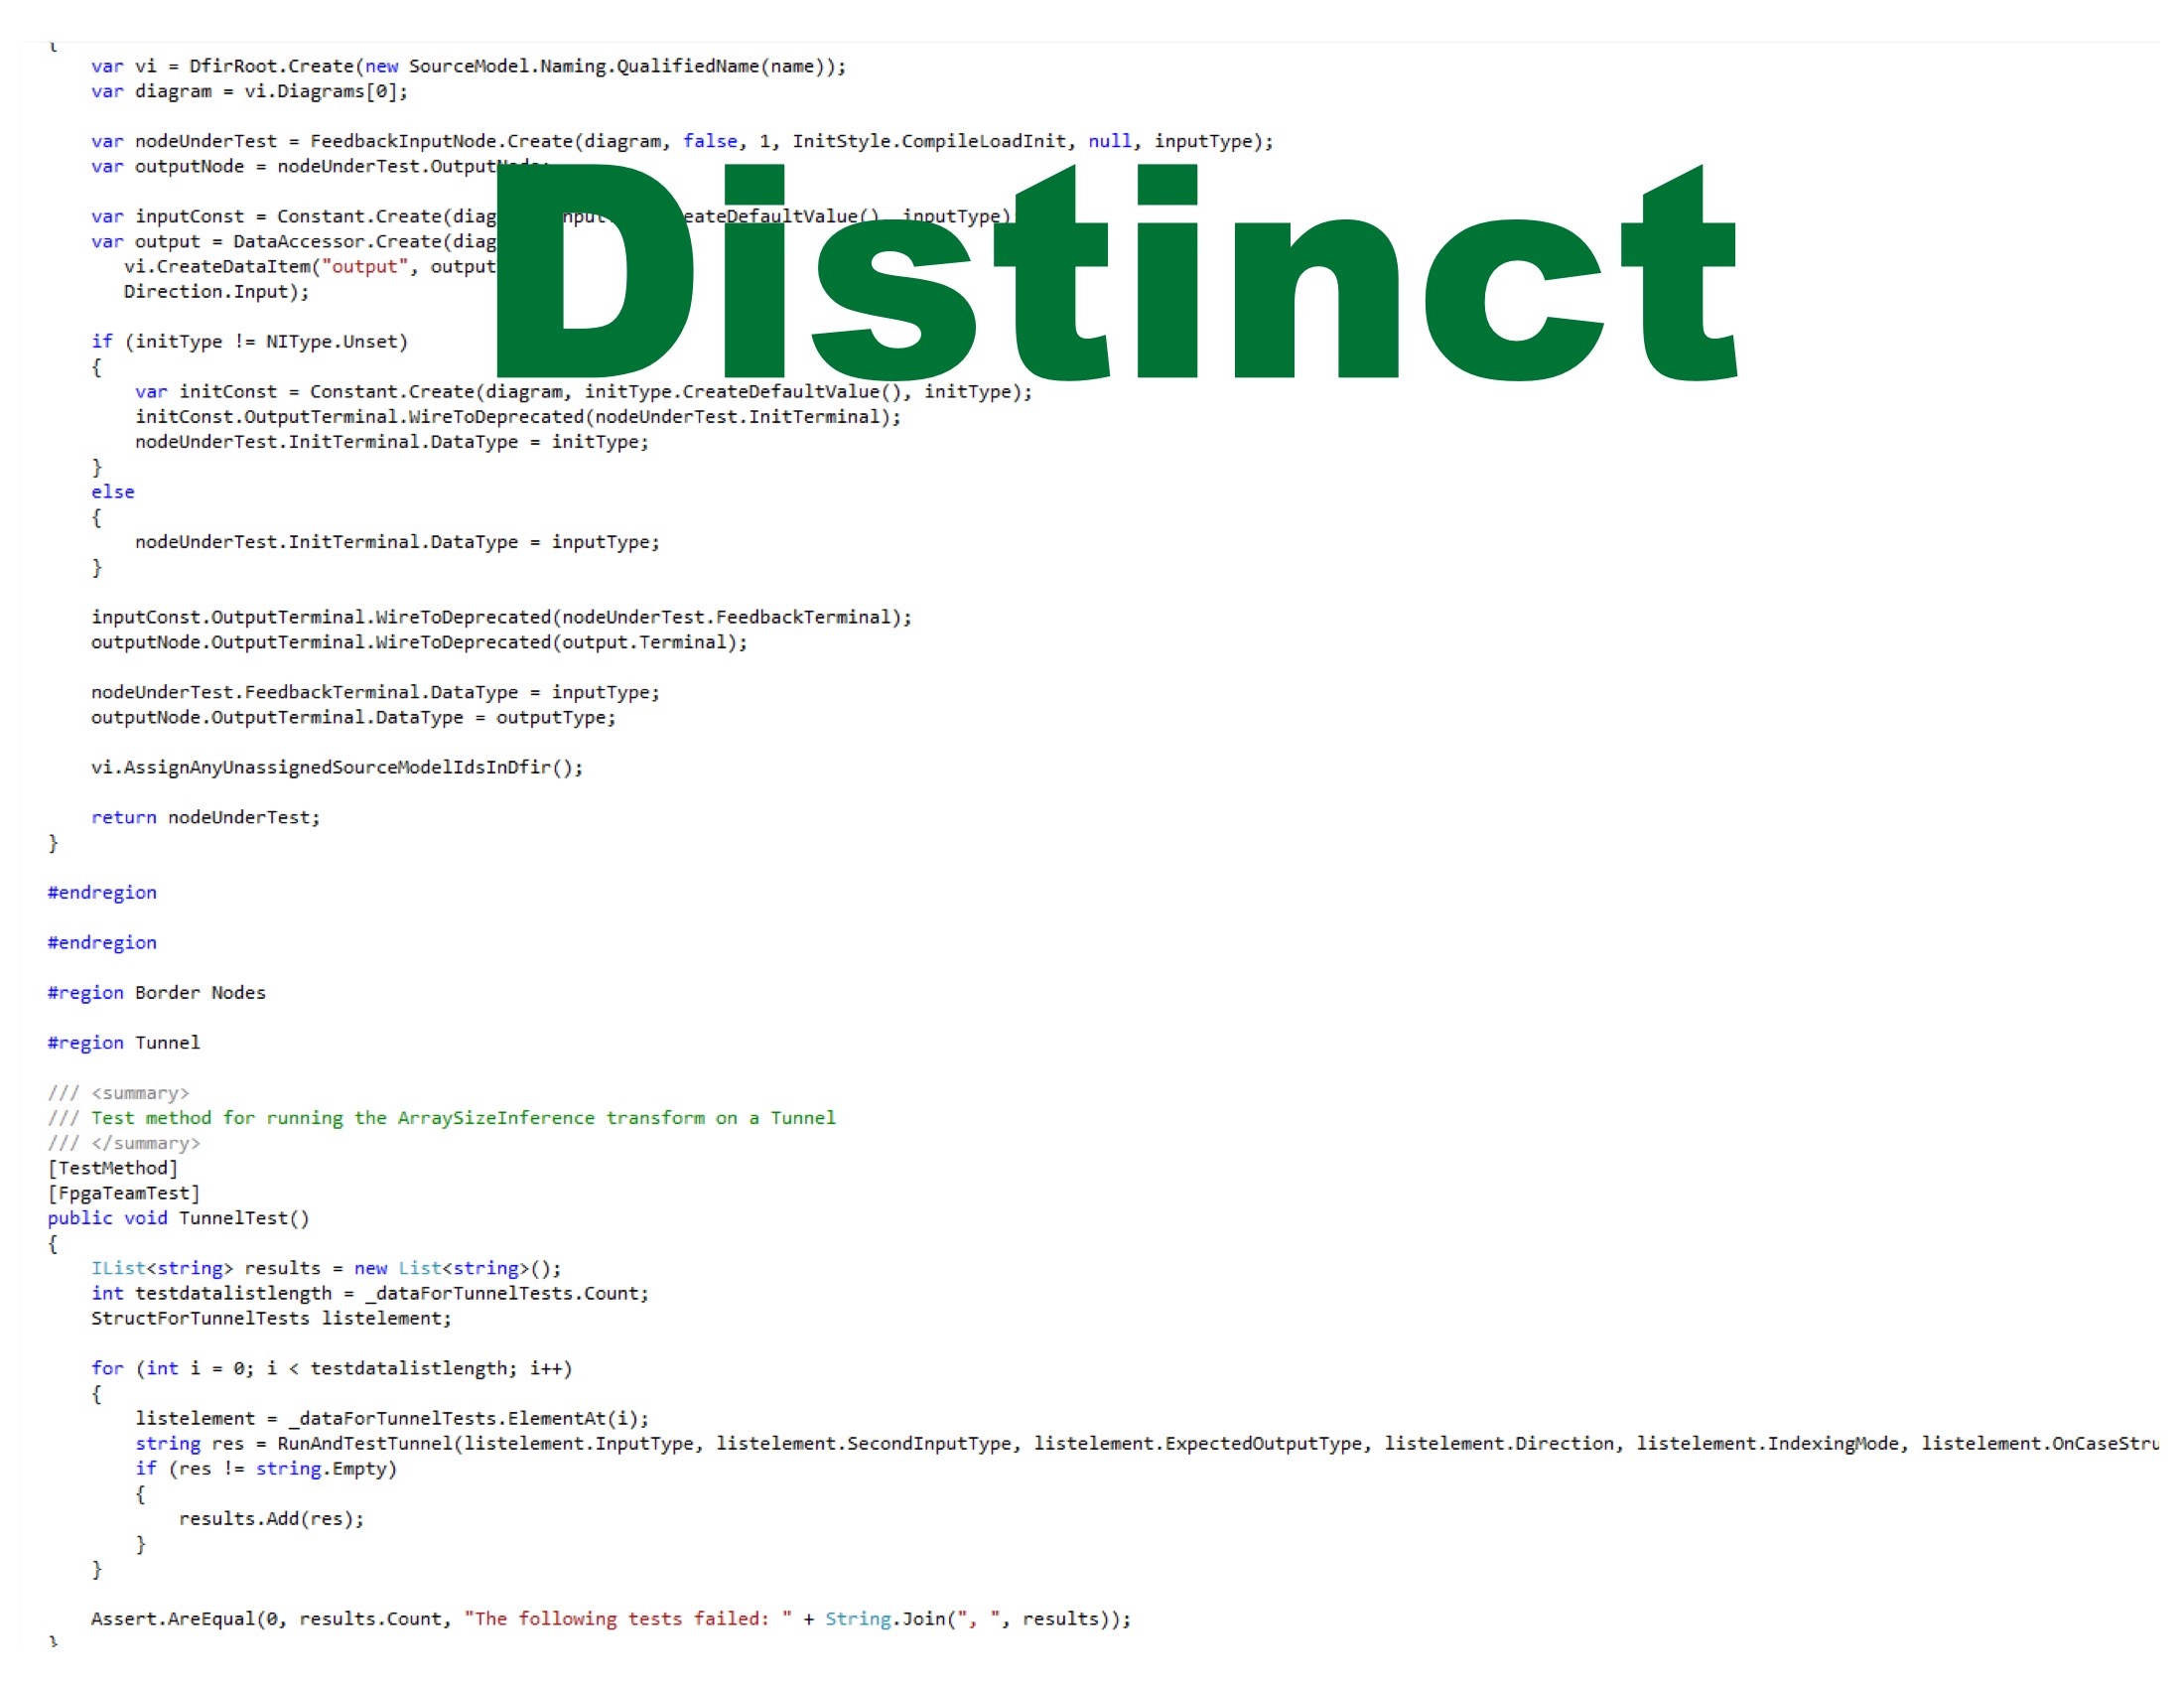 {
var vi = DfirRoot.Create(new SourceModel.Naming.QualifiedName(name));
var diagram = vi.Diagrams[0];
var nodeUnderTest = FeedbackInputNode.Create(diagram, false, 1, InitStyle.CompileLoadInit, null, inputType);
var outputNode = nodeUnderTest.OutputNode;
Distinct
var inputConst = Constant.Create(diag eateDefaultValue(), inputType)
var output = DataAccessor.Create(diag
vi.CreateDataItem("output", output
Direction.Input);
if (initType != NIType.Unset)
{
var initConst = Constant.Create(diagram, initType.CreateDefaultValue(), initType);
initConst.OutputTerminal.WireToDeprecated(nodeUnderTest.InitTerminal);
nodeUnderTest.InitTerminal.DataType = initType;
}
else
{
nodeUnderTest.InitTerminal.DataType = inputType;
}
inputConst.OutputTerminal.WireToDeprecated(nodeUnderTest.FeedbackTerminal);
outputNode.OutputTerminal.WireToDeprecated(output.Terminal);
nodeUnderTest.FeedbackTerminal.DataType = inputType;
outputNode.OutputTerminal.DataType = outputType;
vi.AssignAnyUnassignedSourceModelIdsInDfir();
return nodeUnderTest;
}
#endregion
#endregion
#region Border Nodes
#region Tunnel
/// <summary>
/// Test method for running the ArraySizeInference transform on a Tunnel
/// </summary>
[TestMethod]
[FpgaTeamTest]
public void TunnelTest()
{
IList<string> results = new List<string>();
int testdatalistlength = _dataForTunnelTests.Count;
StructForTunnelTests listelement;
for (int i = 0; i < testdatalistlength; i++)
{
listelement = _dataForTunnelTests.ElementAt(i);
string res = RunAndTestTunnel(listelement.InputType, listelement.SecondInputType, listelement.ExpectedOutputType, listelement.Direction, listelement.IndexingMode, listelement.OnCaseStru
if (res != string.Empty)
{
results.Add(res);
}
}
Assert.AreEqual(0, results.Count, "The following tests failed: " + String.Join(", ", results));
}